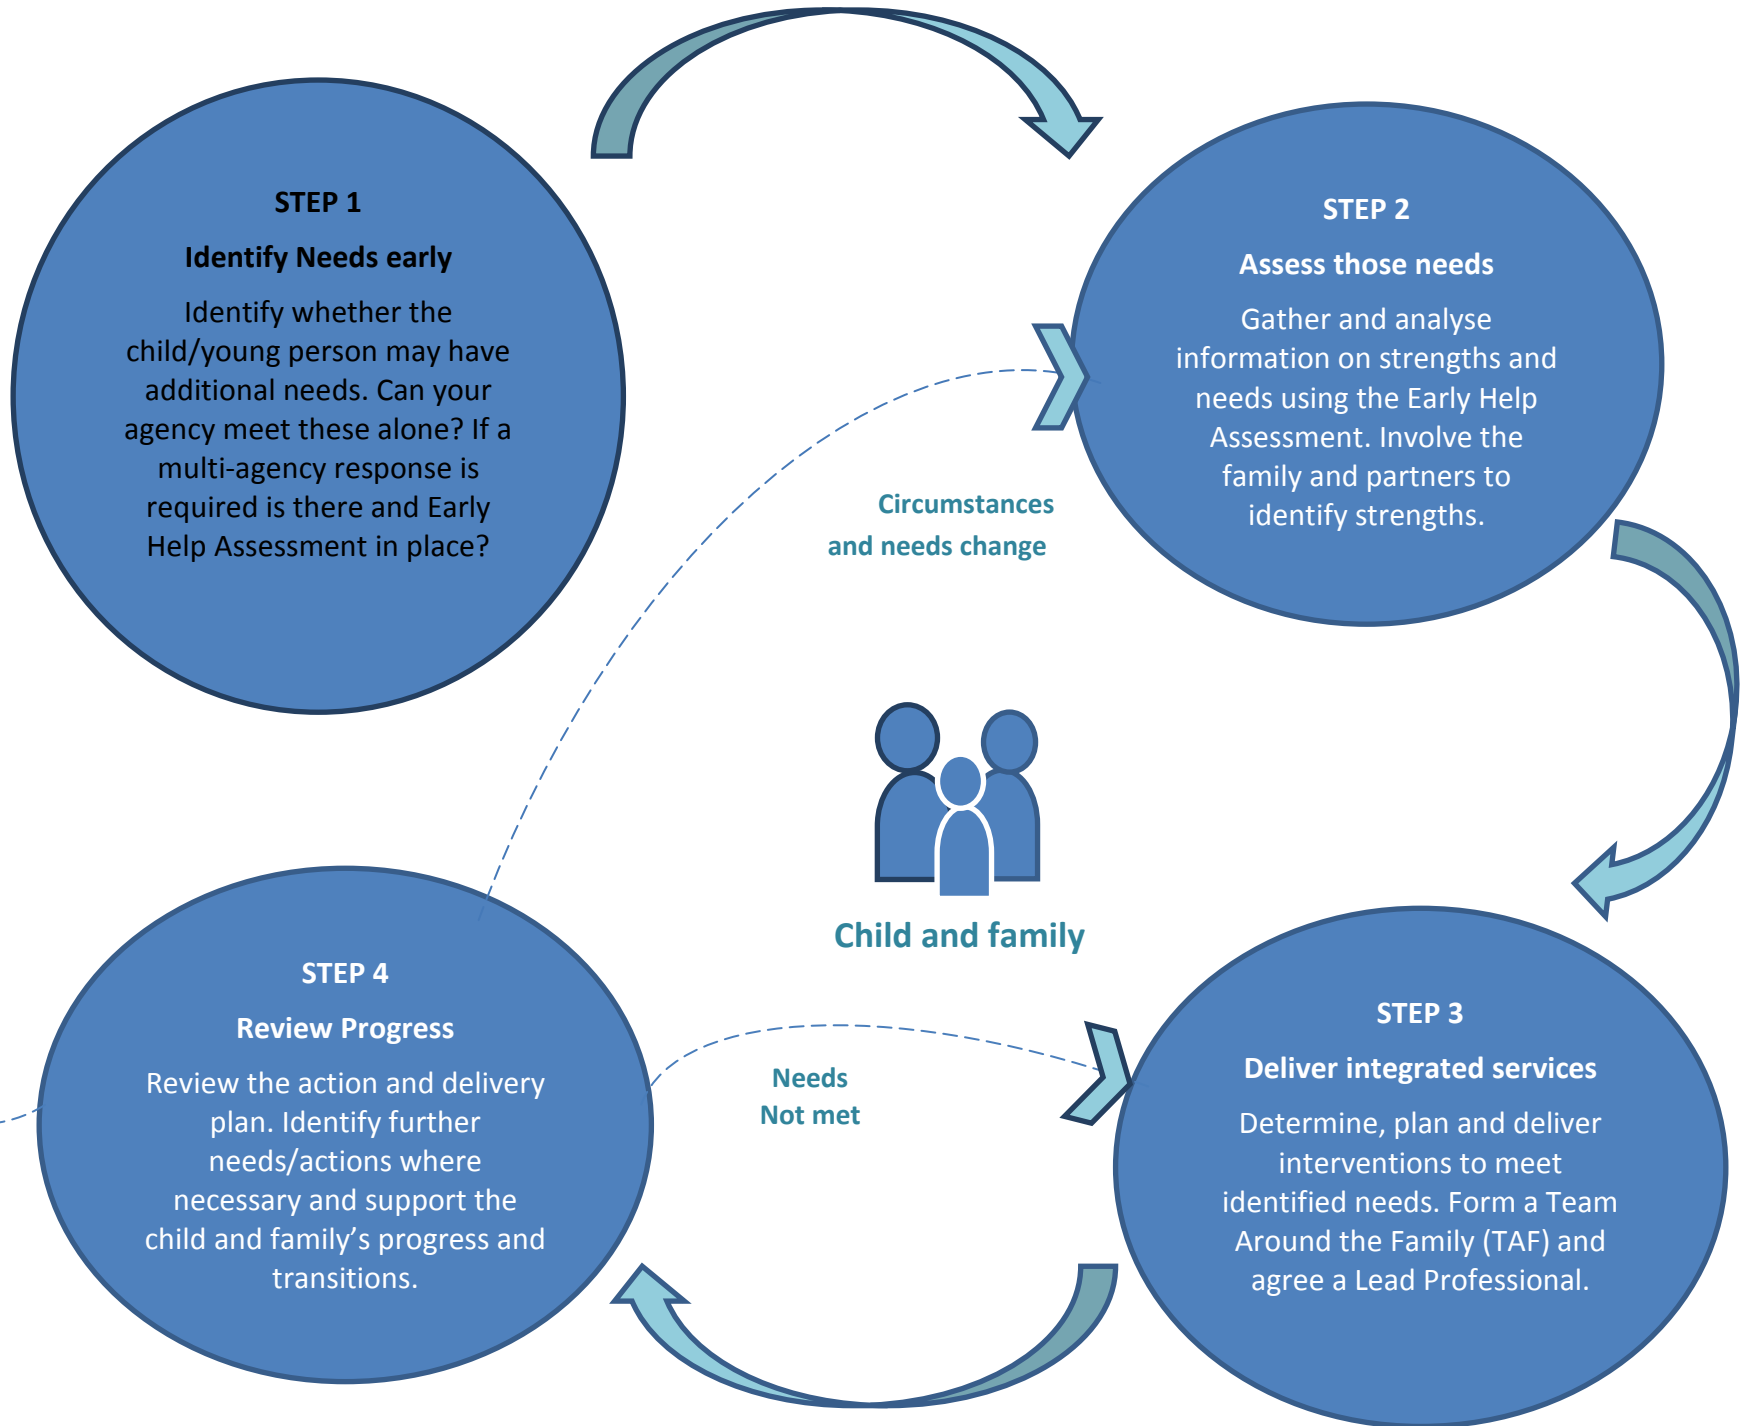 STEP 1
Identify Needs early
Identify whether the
child/young person may have
additional needs. Can your
agency meet these alone? If a
multi-agency response is
required is there and Early
Help Assessment in place?
STEP 2
Assess those needs
Gather and analyse
information on strengths and
needs using the Early Help
Assessment. Involve the
family and partners to
identify strengths.
Circumstances
and needs change
Child and family
STEP 4
Review Progress
Review the action and delivery
plan. Identify further
needs/actions where
necessary and support the
child and family’s progress and
transitions.
Needs
Not met
STEP 3
Deliver integrated services
Determine, plan and deliver
interventions to meet
identified needs. Form a Team
Around the Family (TAF) and
agree a Lead Professional.